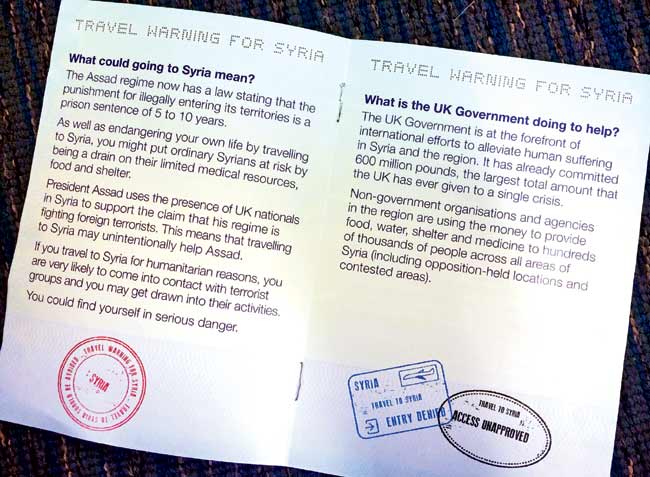 TRAVEL WARNING FOR SYRIA
What could going to Syria mean?
The Assad regime now has a law stating that the
punishment for illegally entering its territories is a
prison sentence of 5 to 10 years.
As well as endangering your own life by travelling
to Syria, you might put ordinary Syrians at risk by
being a drain on their limited medical resources,
food and shelter.
President Assad uses the presence of UK nationals
in Syria to support the claim that his regime is
fighting foreign terrorists. This means that travelling
to Syria may unintentionally help Assad.
If you travel to Syria for humanitarian reasons, you
are very likely to come into contact with terrorist
groups and you may get drawn into their activities.
You could find yourself in serious danger.
TRAVEL WARNING FOR SYRIA
SYRIA
TRAVEL TO SYRIA
TRAVEL WARNING FOR SYRIA
What is the UK Government doing to help?
The UK Government is at the forefront of
international efforts to alleviate human suffering
in Syria and the region. It has already committed
600 million pounds, the largest total amount that
the UK has ever given to a single crisis.
Non-government organisations and agencies
in the region are using the money to provide
food, water, shelter and medicine to hundreds
of thousands of people across all areas of
Syria (including opposition-held locations and
contested areas).
SYRIA
TRAVEL TO SYRIA
ENTRY DENIED
TRAVEL TO SYRIA
ACCESS UNAPPROVED